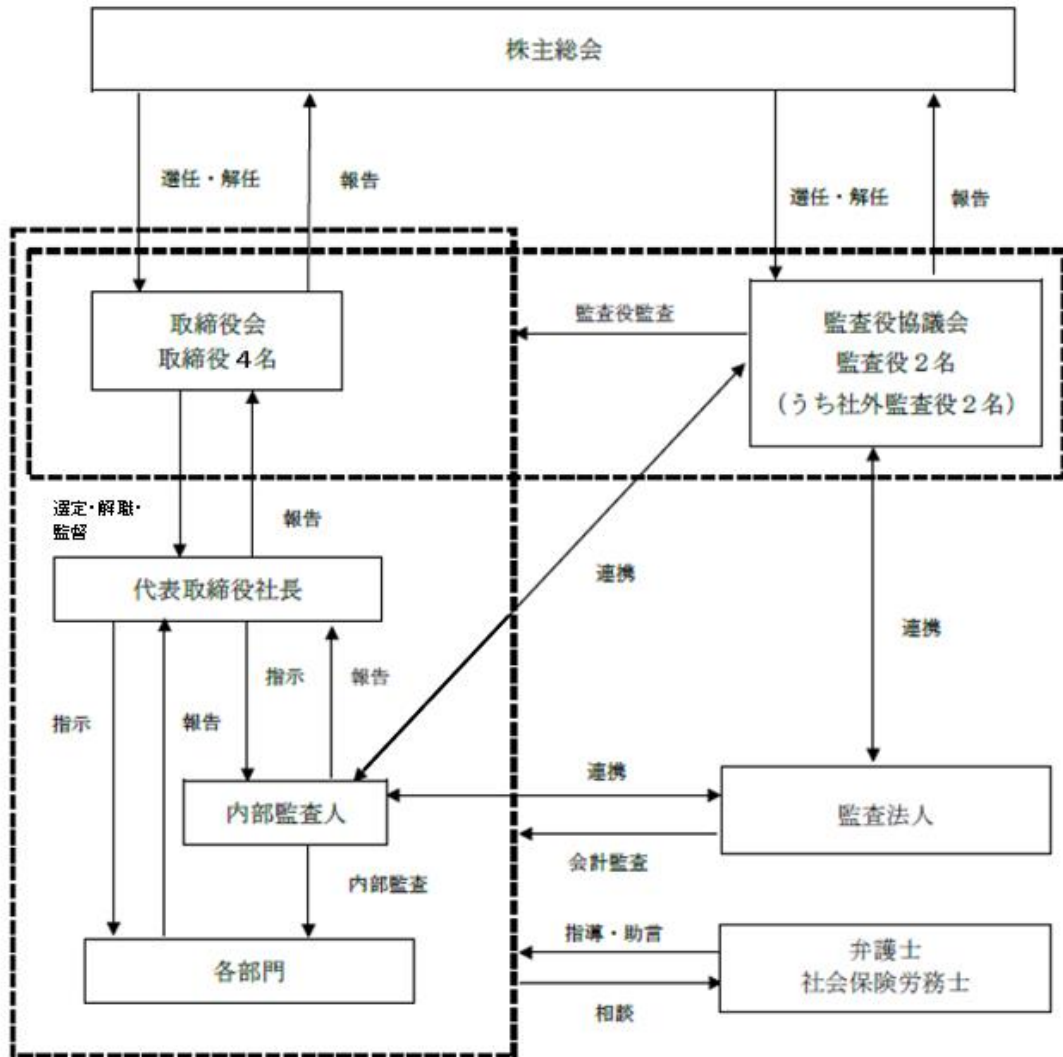 株主総会
選任・解任
報告
選任・解任
報告
取締役会
取締役４名
監査役監査
監査役協議会
監査役２名
（うち社外監査役２名）
選定・解職・
監督
報告
連携
連携
代表取締役社長
指示
報告
指示
報告
内部監査人
連携
監査法人
会計監査
内部監査
各部門
指導・助言
相談
弁護士
社会保険労務士